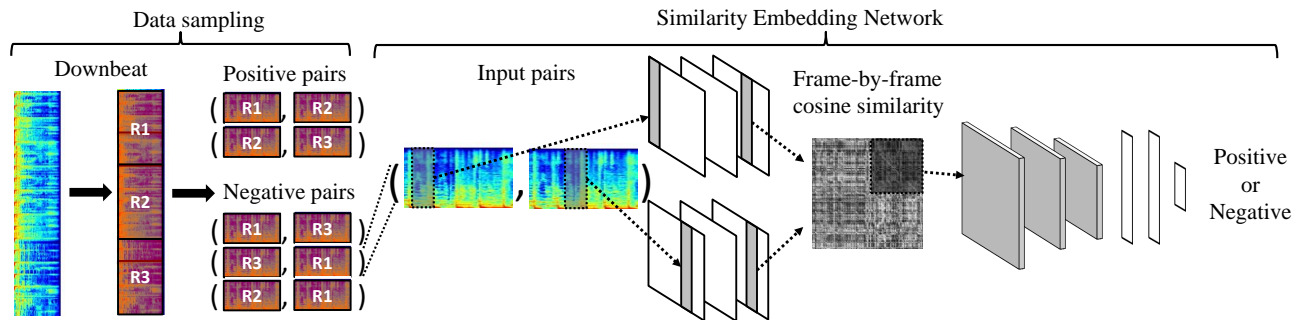 Data sampling
Similarity Embedding Network
Downbeat
Positive pairs
Input pairs
Frame-by-frame
cosine similarity
R1
R2
R3
( R1 , R2 )
( R2 , R3 )
Negative pairs
( R1 , R3 )
( R3 , R1 )
( R2 , R1 )
( , )
Positive
or
Negative